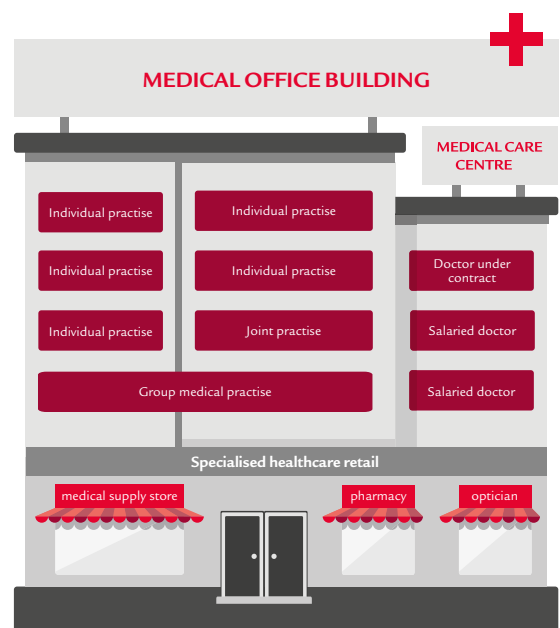 MEDICAL OFFICE BUILDING
MEDICAL CARE
CENTRE
Individual practise
Individual practise
Individual practise
Individual practise
Doctor under
contract
Individual practise
Joint practise
Salaried doctor
Group medical practise
Salaried doctor
Specialised healthcare retail
medical supply store
pharmacy
optician